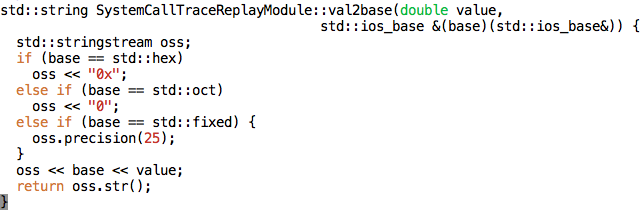 std::string SystemCallTraceReplayModule::val2base(double value,
                                        std::ios_base &(base)(std::ios_base&)) {
  std::stringstream oss;
  if (base == std::hex)
    oss << "0x";
  else if (base == std::oct)
    oss << "0";
  else if (base == std::fixed) {
    oss.precision(25);
  }
  oss << base << value;
  return oss.str();
}